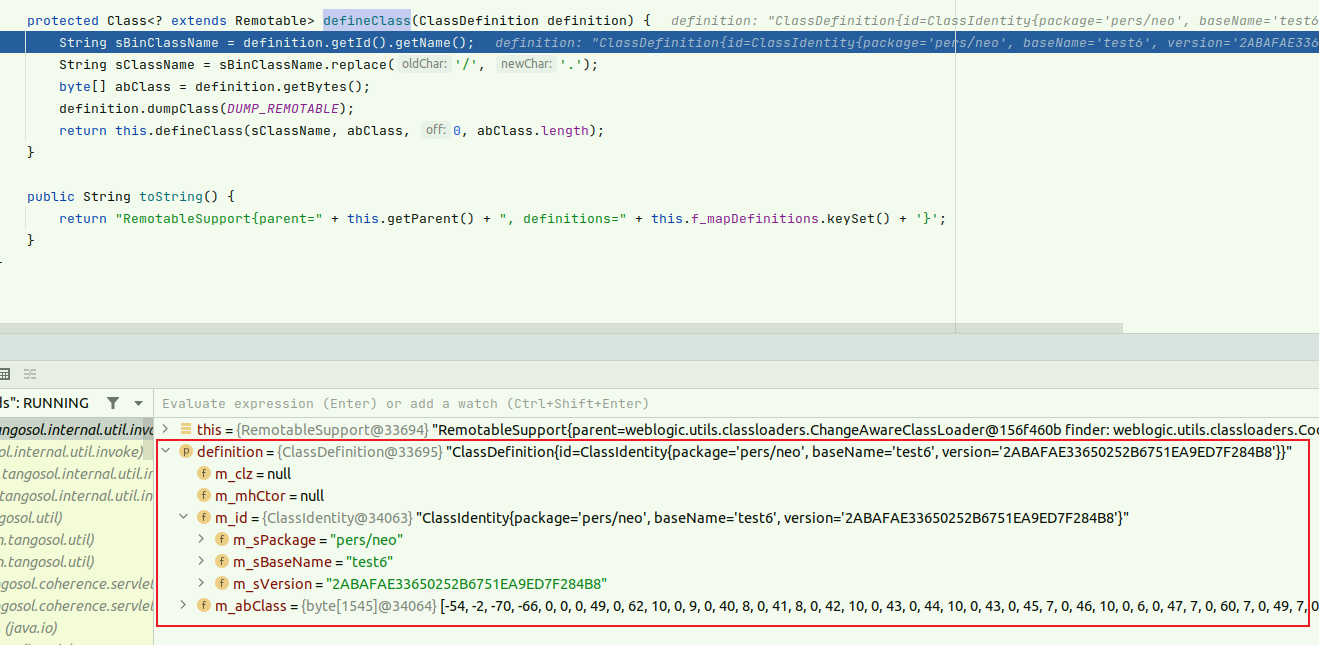 protected Class<? extends Remotable> defineClass(ClassDefinition definition) { definition: "ClassDefinition{id=ClassIdentity{package='pers/neo', baseName='test6
String sBinClassName = definition.getId().getName(); definition: "ClassDefinition{id=ClassIdentity{package='pers/neo', baseName='test6', version='2ABAFAE336
String sClassName = sBinClassName.replace( oldChar: '/', newChar: '.');
byte[] abClass = definition.getBytes();
definition.dumpClass(DUMP_REMOTABLE);
return this.defineClass(sClassName, abClass, off: 0, abClass.length);
}
public String toString() {
return "RemotableSupport{parent=" + this.getParent() + ", definitions=" + this.f_mapDefinitions.keySet() + '}';
}
ds": RUNNING
Evaluate expression (Enter) or add a watch (Ctrl+Shift+Enter)
angosol.internal.util.invo
this = {RemotableSupport@33694} "RemotableSupport{parent=weblogic.utils.classloaders.ChangeAwareClassLoader@156f460b finder: weblogic.utils.classloaders.Co
ol.internal.util.invoke)
definition = {ClassDefinition@33695} "ClassDefinition{id=ClassIdentity{package='pers/neo', baseName='test6', version='2ABAFAE33650252B6751EA9ED7F284B8'}}"
.tangosol.internal.util.in
m_clz = null
tangosol.internal.util.inv
m_mhCtor = null
gosol.util)
m_id = {ClassIdentity@34063} "ClassIdentity{package='pers/neo', baseName='test6', version='2ABAFAE33650252B6751EA9ED7F284B8'}"
n.tangosol.util)
m_sPackage = "pers/neo"
n.tangosol.util)
m_sBaseName = "test6"
gosol.coherence.servlet
m_sVersion = "2ABAFAE33650252B6751EA9ED7F284B8"
gosol.coherence.servlet
m_abClass = {byte[1545]@34064} [-54, -2, -70, -66, 0, 0, 0, 49, 0, 62, 10, 0, 9, 0, 40, 8, 0, 41, 8, 0, 42, 10, 0, 43, 0, 44, 10, 0, 43, 0, 45, 7, 0, 46, 10, 0, 6, 0, 47, 7, 0, 60, 7, 0, 49, 7, 0
(java.io)